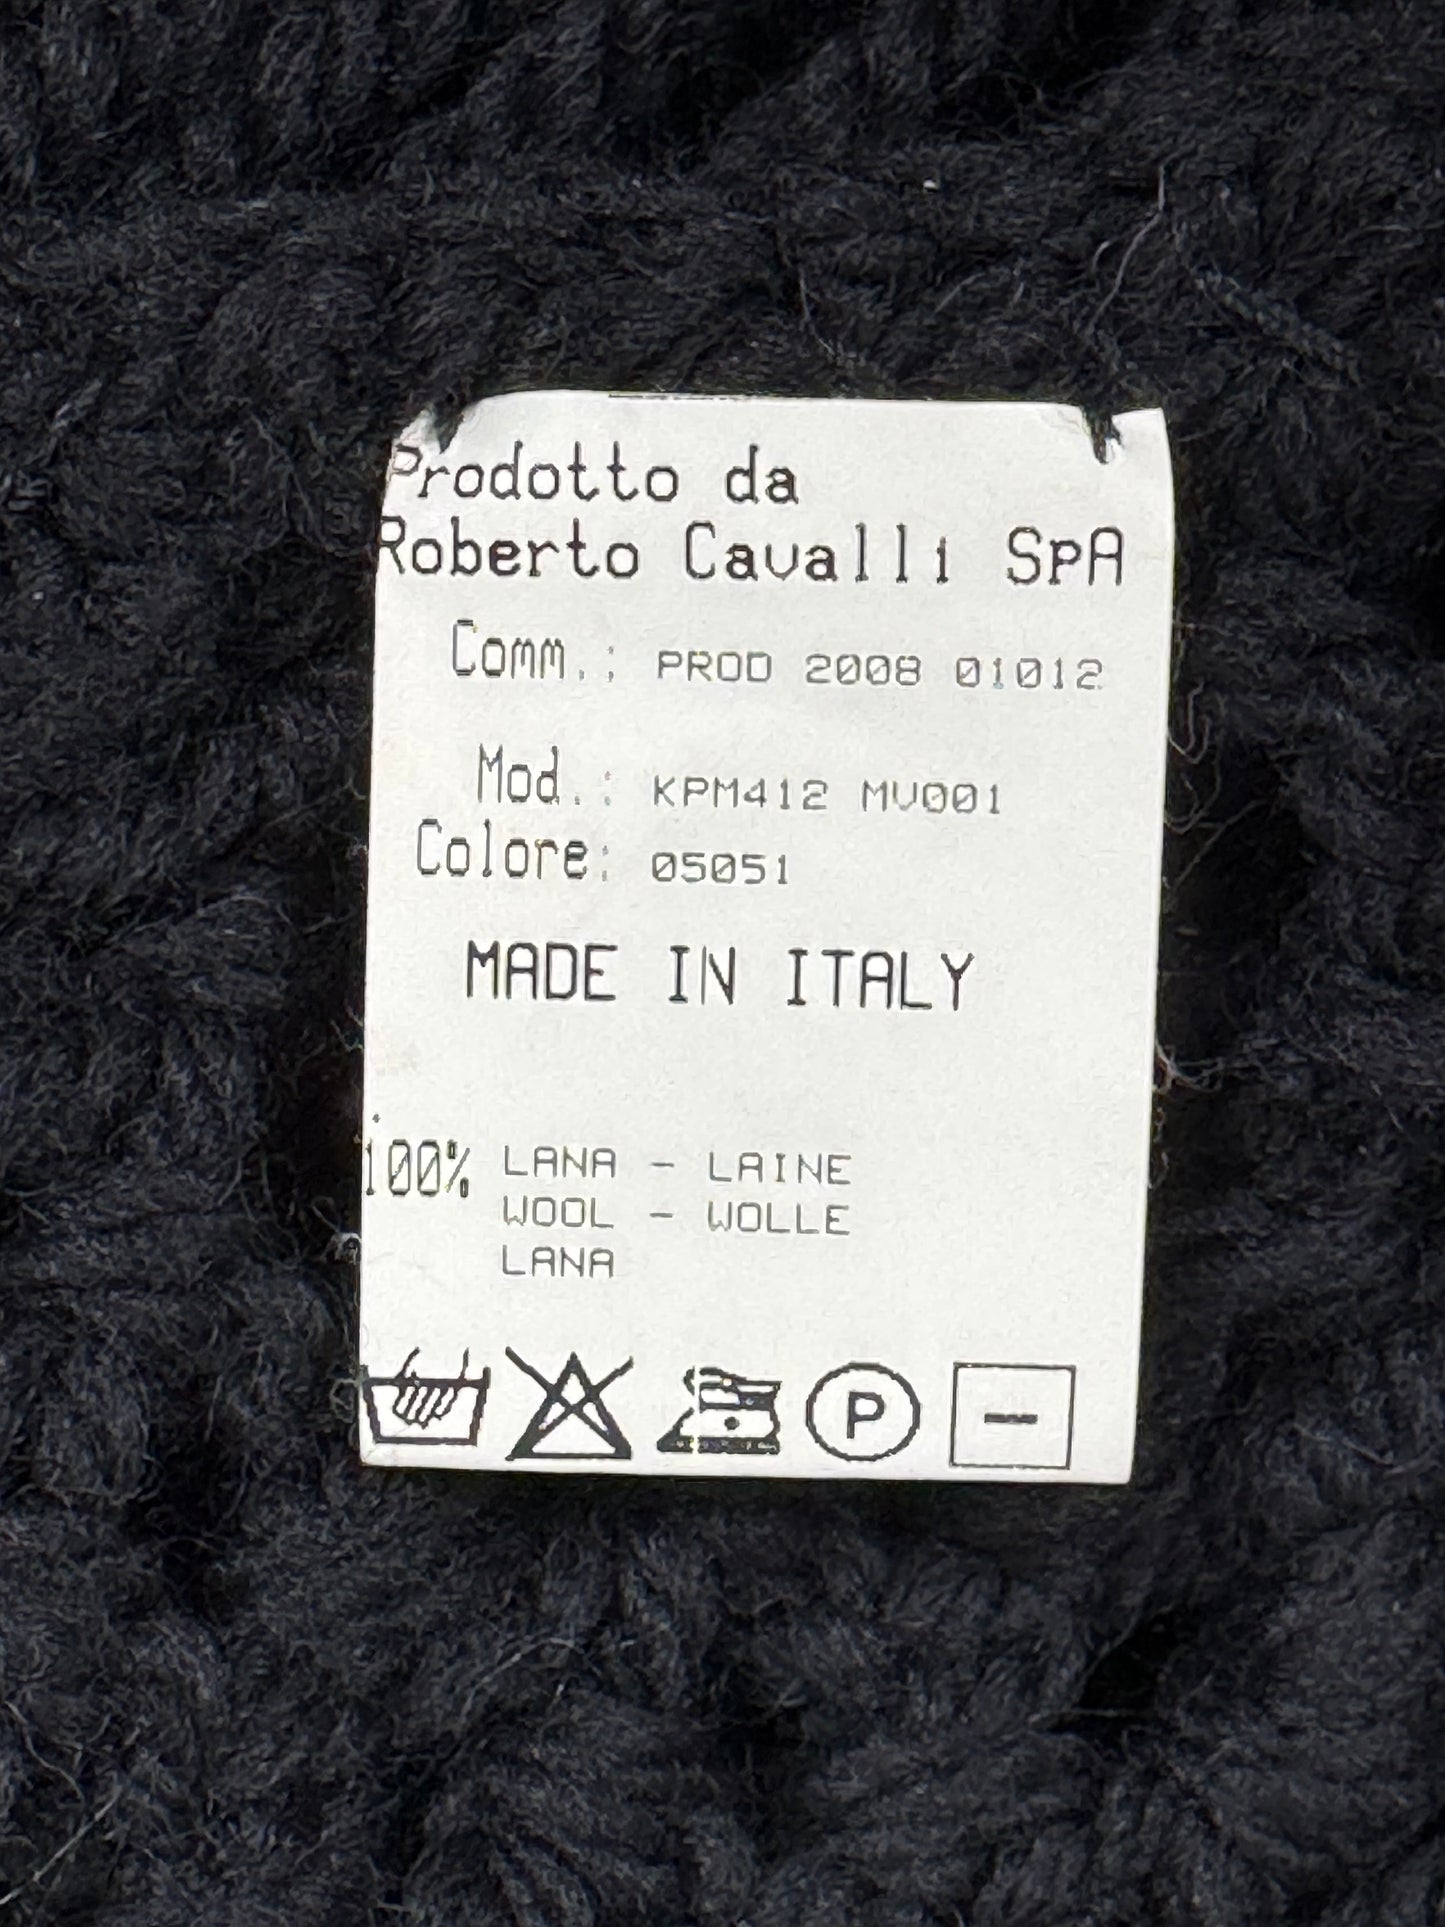 Prodotto da
Roberto Cavalli SpA
Comm.: PROD 2008 01012
Mod.: KPM412 MV001
Colore: 05051
MADE IN ITALY
100% LANA - LAINE
WOOL - WOLLE
LANA
P